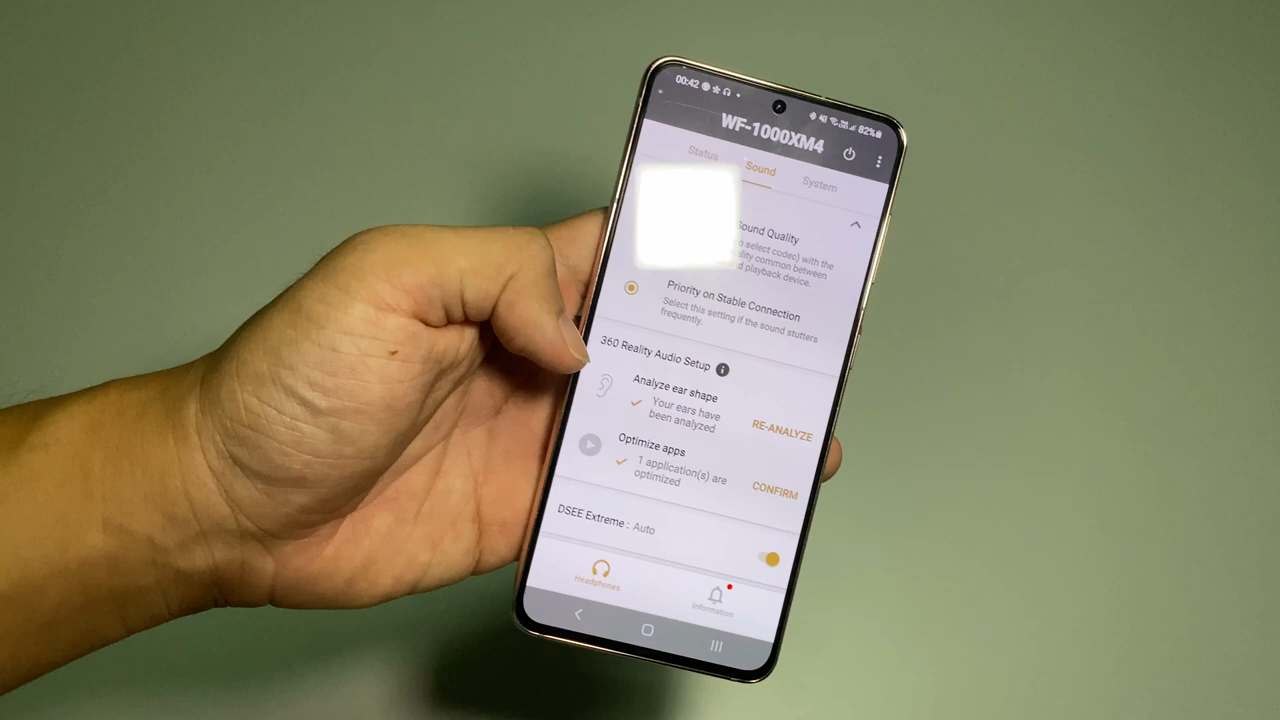 00:42
82%
WF-1000XM4
Status
Sound
System
Sound Quality
select codec) with the
common between
playback device.
Priority on Stable Connection
Select this setting if the sound stutters
frequently.
360 Reality Audio Setup
Analyze ear shape
Your ears have
been analyzed
RE-ANALYZE
Optimize apps
1 application(s) are
optimized
CONFIRM
DSEE Extreme : Auto
Headphones
Information